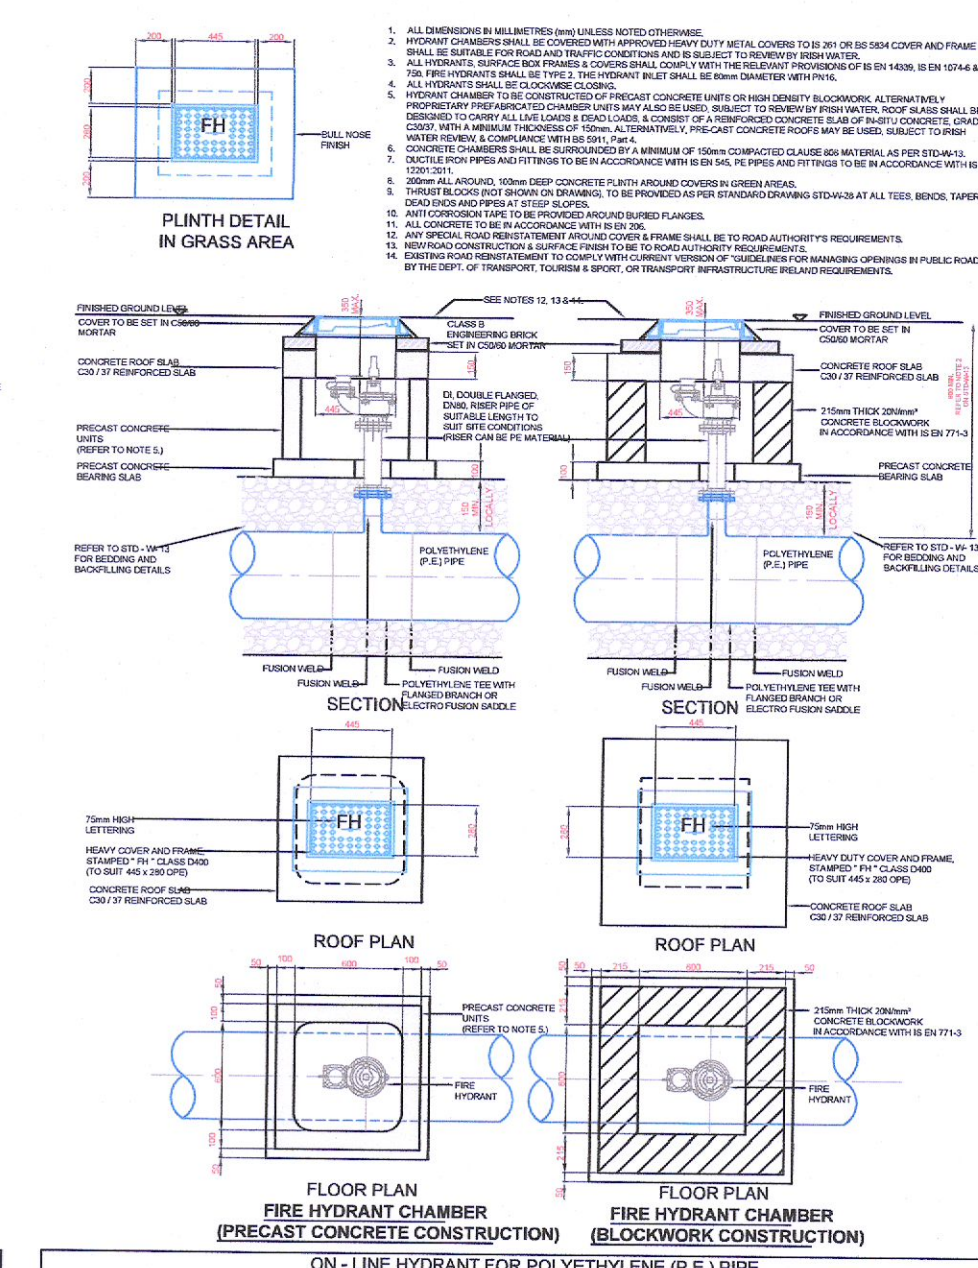 200 445 200
200
280
200
FH
BULL NOSE
FINISH
PLINTH DETAIL
IN GRASS AREA
1. ALL DIMENSIONS IN MILLIMETRES (mm) UNLESS NOTED OTHERWISE.
2. HYDRANT CHAMBERS SHALL BE COVERED WITH APPROVED HEAVY DUTY METAL COVERS TO IS 261 OR BS 5834 COVER AND FRAME
SHALL BE SUITABLE FOR ROAD AND TRAFFIC CONDITIONS AND IS SUBJECT TO REVIEW BY IRISH WATER.
3. ALL HYDRANTS, SURFACE BOX FRAMES & COVERS SHALL COMPLY WITH THE RELEVANT PROVISIONS OF IS EN 14339, IS EN 1074-6 &
750. FIRE HYDRANTS SHALL BE TYPE 2. THE HYDRANT INLET SHALL BE 80mm DIAMETER WITH PN16.
4. ALL HYDRANTS SHALL BE CLOCKWISE CLOSING.
5. HYDRANT CHAMBER TO BE CONSTRUCTED OF PRECAST CONCRETE UNITS OR HIGH DENSITY BLOCKWORK. ALTERNATIVELY
PROPRIETARY PREFABRICATED CHAMBER UNITS MAY ALSO BE USED, SUBJECT TO REVIEW BY IRISH WATER. ROOF SLABS SHALL BE
DESIGNED TO CARRY ALL LIVE LOADS & DEAD LOADS, & CONSIST OF A REINFORCED CONCRETE SLAB OF IN-SITU CONCRETE, GRAD
C30/37, WITH A MINIMUM THICKNESS OF 150mm. ALTERNATIVELY, PRE-CAST CONCRETE ROOFS MAY BE USED, SUBJECT TO IRISH
WATER REVIEW, & COMPLIANCE WITH BS 5911, Part 4.
6. CONCRETE CHAMBERS SHALL BE SURROUNDED BY A MINIMUM OF 150mm COMPACTED CLAUSE 808 MATERIAL AS PER STD-W-13.
7. DUCTILE IRON PIPES AND FITTINGS TO BE IN ACCORDANCE WITH IS EN 545, PE PIPES AND FITTINGS TO BE IN ACCORDANCE WITH IS
12201:2011.
8. 200mm ALL AROUND, 100mm DEEP CONCRETE PLINTH AROUND COVERS IN GREEN AREAS.
9. THRUST BLOCKS (NOT SHOWN ON DRAWING), TO BE PROVIDED AS PER STANDARD DRAWING STD-W-28 AT ALL TEES, BENDS, TAPER
DEAD ENDS AND PIPES AT STEEP SLOPES.
10. ANTI CORROSION TAPE TO BE PROVIDED AROUND BURIED FLANGES.
11. ALL CONCRETE TO BE IN ACCORDANCE WITH IS EN 206.
12. ANY SPECIAL ROAD REINSTATEMENT AROUND COVER & FRAME SHALL BE TO ROAD AUTHORITY'S REQUIREMENTS.
13. NEW ROAD CONSTRUCTION & SURFACE FINISH TO BE TO ROAD AUTHORITY REQUIREMENTS.
14. EXISTING ROAD REINSTATEMENT TO COMPLY WITH CURRENT VERSION OF "GUIDELINES FOR MANAGING OPENINGS IN PUBLIC ROAD
BY THE DEPT. OF TRANSPORT, TOURISM & SPORT, OR TRANSPORT INFRASTRUCTURE IRELAND REQUIREMENTS.
FINISHED GROUND LEVEL
COVER TO BE SET IN C50/60
MORTAR
CONCRETE ROOF SLAB
C30 / 37 REINFORCED SLAB
PRECAST CONCRETE
UNITS
(REFER TO NOTE 5.)
PRECAST CONCRETE
BEARING SLAB
REFER TO STD - W- 13
FOR BEDDING AND
BACKFILLING DETAILS
350
MAX.
SEE NOTES 12, 13 & 14.
CLASS B
ENGINEERING BRICK
SET IN C50/60 MORTAR
150
445
DI, DOUBLE FLANGED,
DN80, RISER PIPE OF
SUITABLE LENGTH TO
SUIT SITE CONDITIONS
(RISER CAN BE PE MATERIAL)
100
150
MIN.
LOCALLY
POLYETHYLENE
(P.E.) PIPE
FUSION WELD
FUSION WELD
FUSION WELD
POLYETHYLENE TEE WITH
FLANGED BRANCH OR
ELECTRO FUSION SADDLE
SECTION
350
MAX.
FINISHED GROUND LEVEL
COVER TO BE SET IN
C50/60 MORTAR
CONCRETE ROOF SLAB
C30 / 37 REINFORCED SLAB
REFER TO NOTE 2
150
445
215mm THICK 20N/mm²
CONCRETE BLOCKWORK
IN ACCORDANCE WITH IS EN 771-3
100
PRECAST CONCRETE
BEARING SLAB
150
MIN.
LOCALLY
POLYETHYLENE
(P.E.) PIPE
REFER TO STD - W- 13
FOR BEDDING AND
BACKFILLING DETAILS
FUSION WELD
FUSION WELD
FUSION WELD
POLYETHYLENE TEE WITH
FLANGED BRANCH OR
ELECTRO FUSION SADDLE
SECTION
445
FH
280
75mm HIGH
LETTERING
HEAVY COVER AND FRAME,
STAMPED " FH " CLASS D400
(TO SUIT 445 x 280 OPE)
CONCRETE ROOF SLAB
C30 / 37 REINFORCED SLAB
ROOF PLAN
445
280
FH
75mm HIGH
LETTERING
HEAVY DUTY COVER AND FRAME,
STAMPED " FH " CLASS D400
(TO SUIT 445 x 280 OPE)
CONCRETE ROOF SLAB
C30 / 37 REINFORCED SLAB
ROOF PLAN
50 100 600 100 50
50
100
600
100
50
PRECAST CONCRETE
UNITS
(REFER TO NOTE 5.)
FIRE
HYDRANT
FLOOR PLAN
FIRE HYDRANT CHAMBER
(PRECAST CONCRETE CONSTRUCTION)
50 215 600 215 50
50
215
600
215
50
215mm THICK 20N/mm²
CONCRETE BLOCKWORK
IN ACCORDANCE WITH IS EN 771-3
FIRE
HYDRANT
FLOOR PLAN
FIRE HYDRANT CHAMBER
(BLOCKWORK CONSTRUCTION)
ON - LINE HYDRANT FOR POLYETHYLENE (P.E.) PIPE